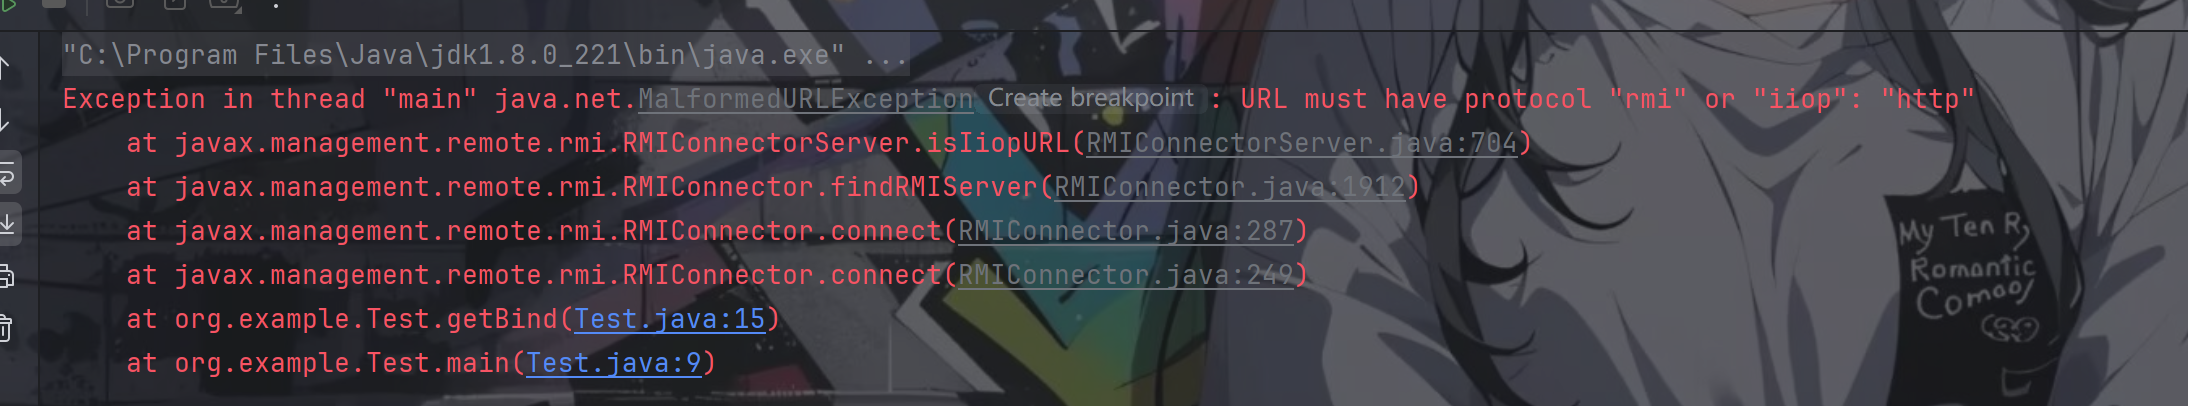 "C:\Program Files\Java\jdk1.8.0_221\bin\java.exe" ...
Exception in thread "main" java.net.MalformedURLException Create breakpoint : URL must have protocol "rmi" or "iiop": "http"
at javax.management.remote.rmi.RMIConnectorServer.isIiopURL(RMIConnectorServer.java:704)
at javax.management.remote.rmi.RMIConnector.findRMIServer(RMIConnector.java:1912)
at javax.management.remote.rmi.RMIConnector.connect(RMIConnector.java:287)
at javax.management.remote.rmi.RMIConnector.connect(RMIConnector.java:249)
at org.example.Test.getBind(Test.java:15)
at org.example.Test.main(Test.java:9)
My Ten R
Romantic